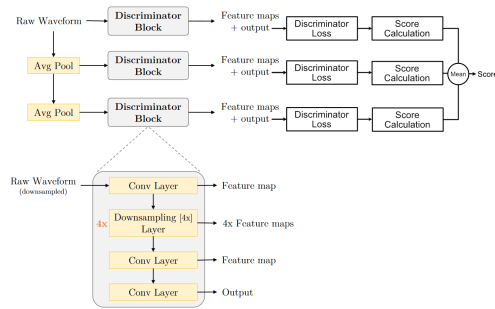 Raw Waveform
Discriminator
Block
Feature maps
+ output
Discriminator
Loss
Score
Calculation
Avg Pool
Discriminator
Block
Feature maps
+ output
Discriminator
Loss
Score
Calculation
Mean
Score
Avg Pool
Discriminator
Block
Feature maps
+ output
Discriminator
Loss
Score
Calculation
Raw Waveform
(downsampled)
Conv Layer
Feature map
4x
Downsampling [4x]
Layer
4x Feature maps
Conv Layer
Feature map
Conv Layer
Output